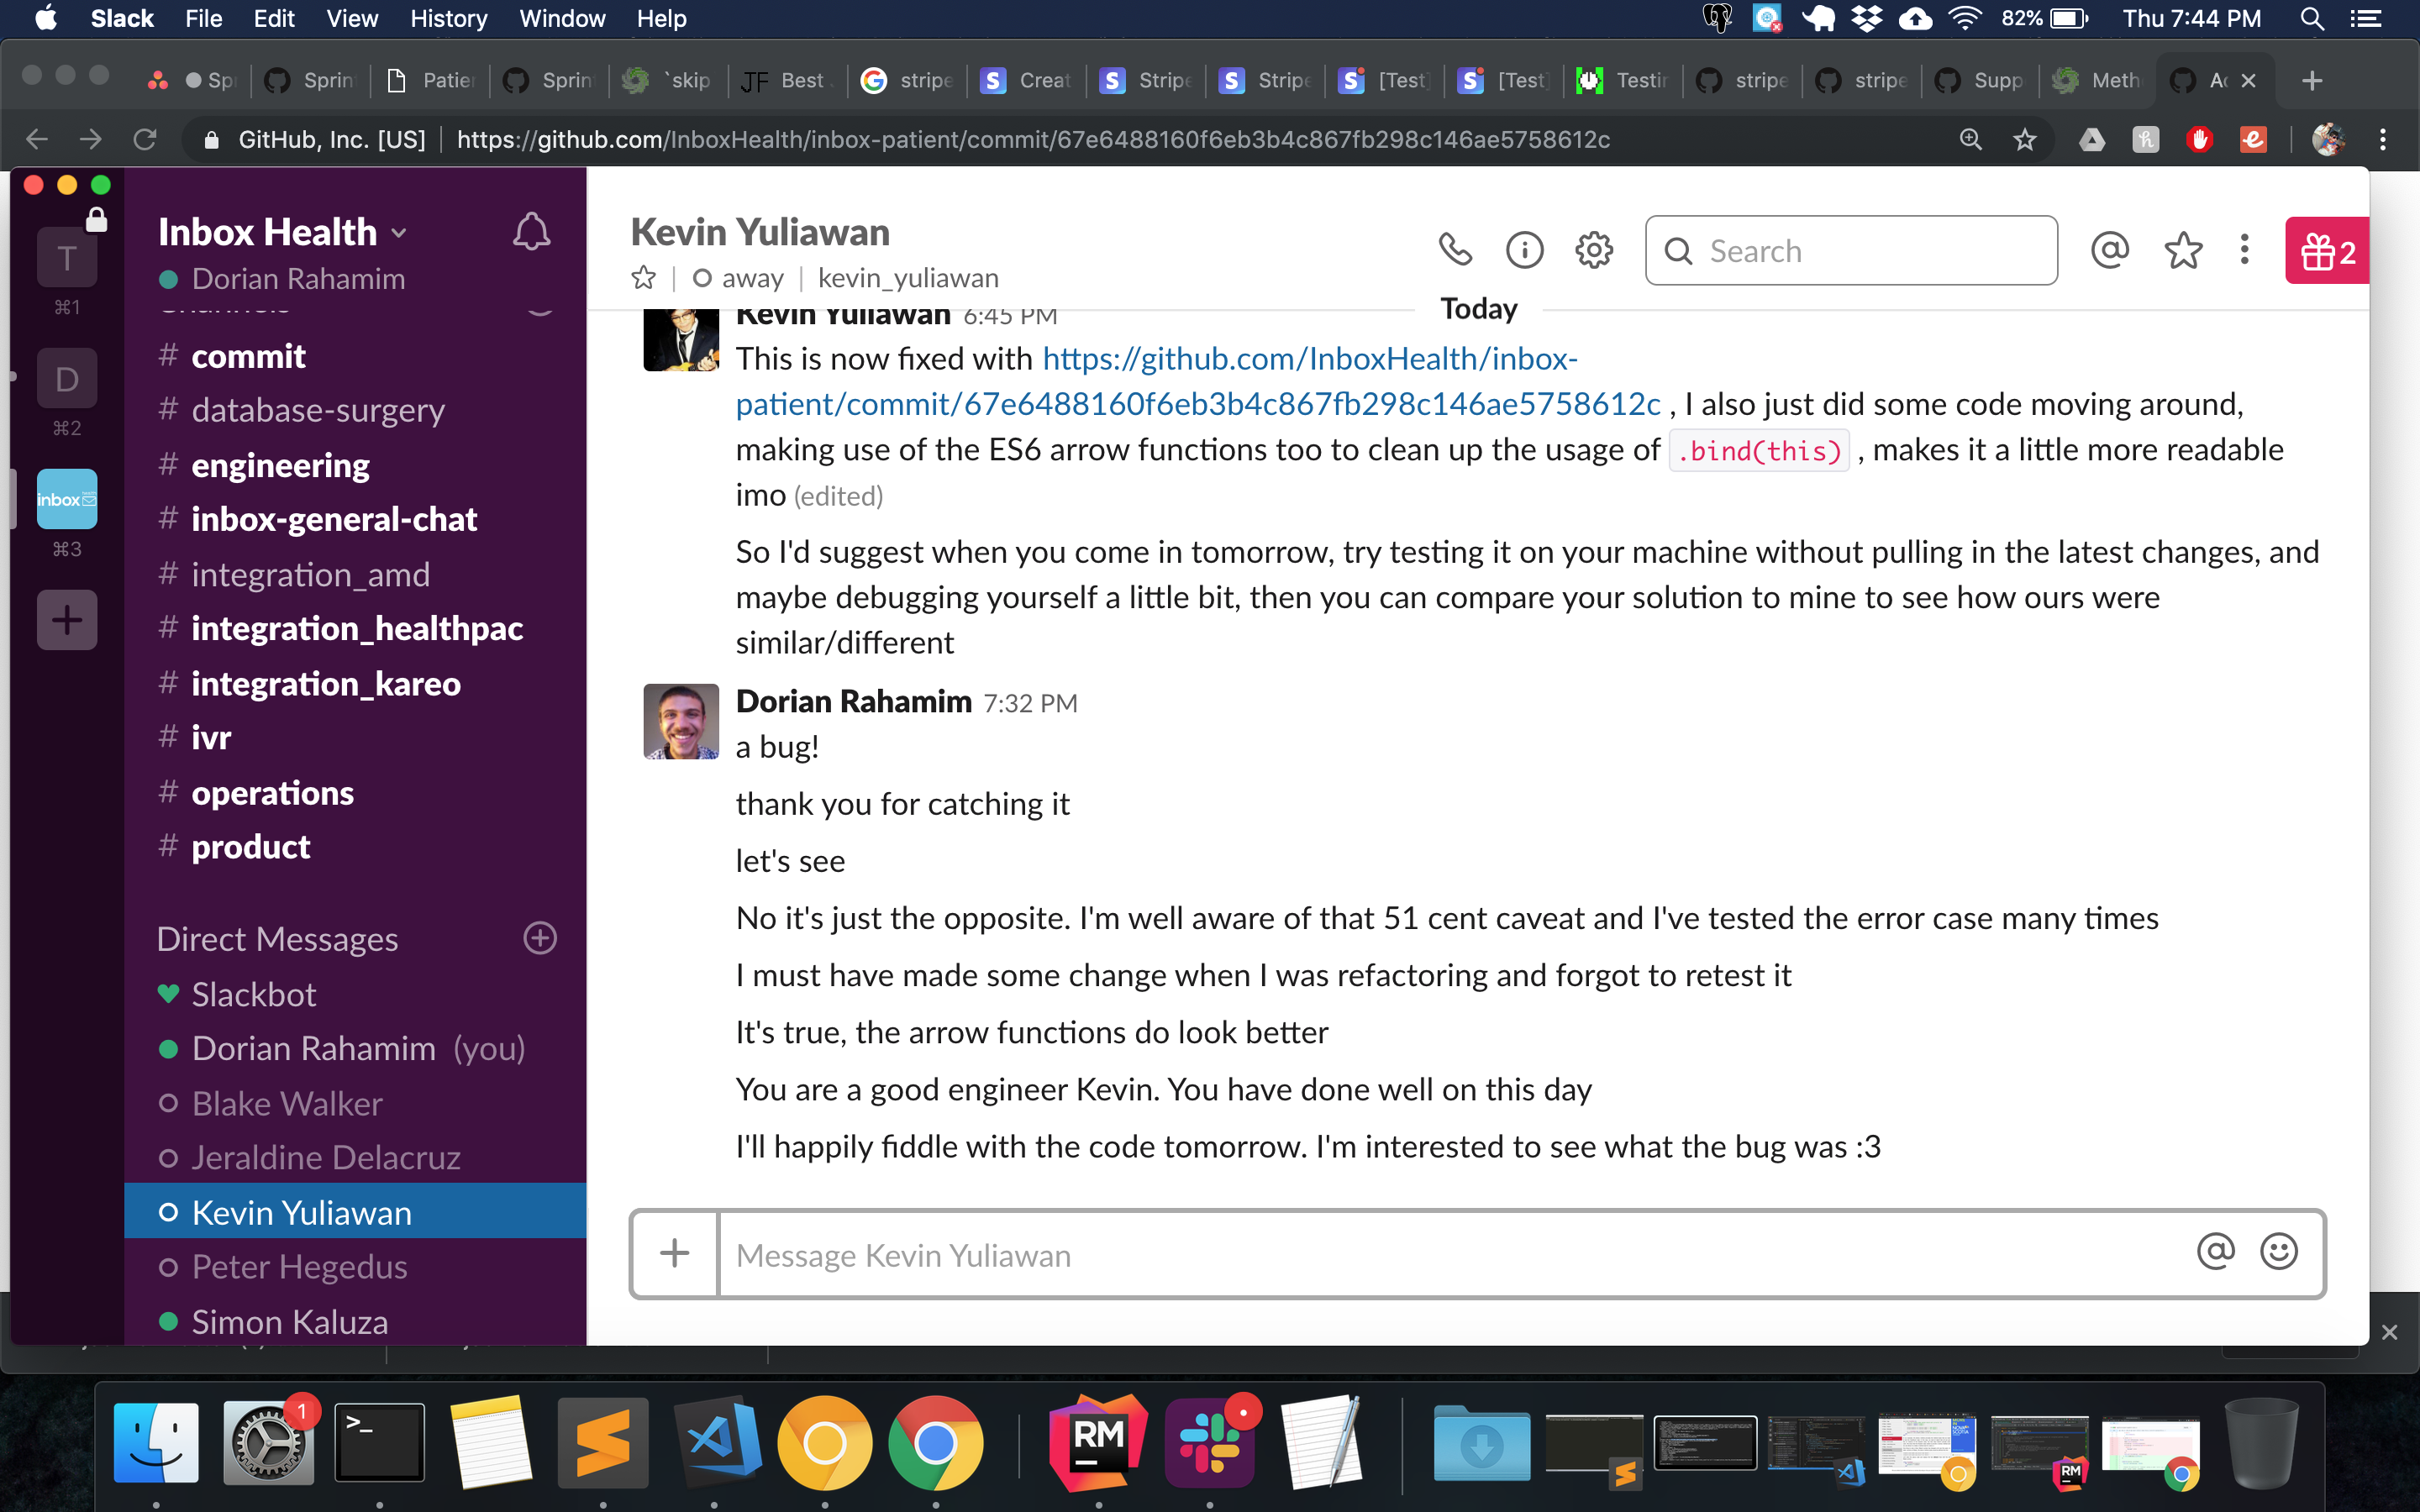 Slack File Edit View History Window Help 82% Thu 7:44 PM
Sp Sprin Patie Sprin `skip JF Best stripe Creat Stripe Stripe [Test] [Test] Testir stripe stripe Supp Meth Ac
GitHub, Inc. [US] https://github.com/InboxHealth/inbox-patient/commit/67e6488160f6eb3b4c867fb298c146ae5758612c
T
⌘1
D
⌘2
inbox
⌘3
Inbox Health
Dorian Rahamim
Channels
# commit
# database-surgery
# engineering
# inbox-general-chat
# integration_amd
# integration_healthpac
# integration_kareo
# ivr
# operations
# product
Direct Messages
Slackbot
Dorian Rahamim (you)
Blake Walker
Jeraldine Delacruz
Kevin Yuliawan
Peter Hegedus
Simon Kaluza
Kevin Yuliawan
away kevin_yuliawan
Search
2
Today
Kevin Yuliawan 6:45 PM
This is now fixed with https://github.com/InboxHealth/inbox-
patient/commit/67e6488160f6eb3b4c867fb298c146ae5758612c , I also just did some code moving around,
making use of the ES6 arrow functions too to clean up the usage of .bind(this) , makes it a little more readable
imo (edited)
So I'd suggest when you come in tomorrow, try testing it on your machine without pulling in the latest changes, and
maybe debugging yourself a little bit, then you can compare your solution to mine to see how ours were
similar/different
Dorian Rahamim 7:32 PM
a bug!
thank you for catching it
let's see
No it's just the opposite. I'm well aware of that 51 cent caveat and I've tested the error case many times
I must have made some change when I was refactoring and forgot to retest it
It's true, the arrow functions do look better
You are a good engineer Kevin. You have done well on this day
I'll happily fiddle with the code tomorrow. I'm interested to see what the bug was :3
Message Kevin Yuliawan
1
>_
RM
RM